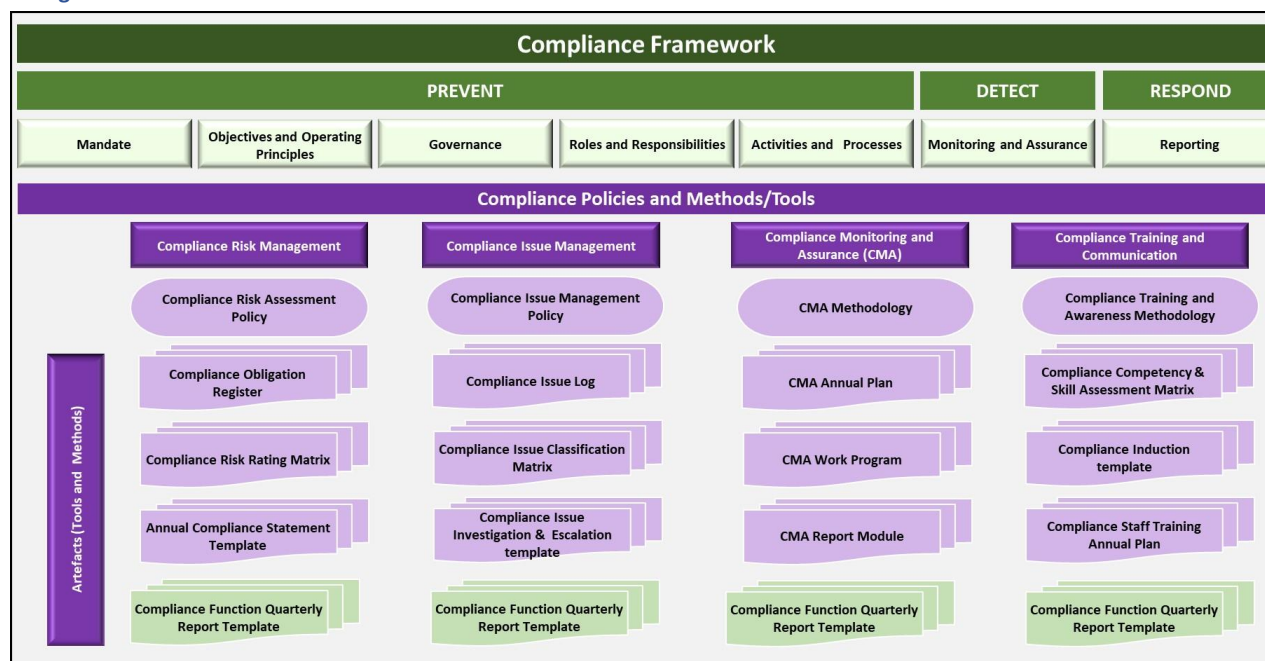 Compliance Framework
PREVENT
DETECT
RESPOND
Mandate
Objectives and Operating
Principles
Governance
Roles and Responsibilities
Activities and Processes
Monitoring and Assurance
Reporting
Compliance Policies and Methods/Tools
Compliance Risk Management
Compliance Issue Management
Compliance Monitoring and
Assurance (CMA)
Compliance Training and
Communication
Compliance Risk Assessment
Policy
Compliance Issue Management
Policy
CMA Methodology
Compliance Training and
Awareness Methodology
Artefacts (Tools and Methods)
Compliance Obligation
Register
Compliance Issue Log
CMA Annual Plan
Compliance Competency &
Skill Assessment Matrix
Compliance Risk Rating Matrix
Compliance Issue Classification
Matrix
CMA Work Program
Compliance Induction
template
Annual Compliance Statement
Template
Compliance Issue
Investigation & Escalation
template
CMA Report Module
Compliance Staff Training
Annual Plan
Compliance Function Quarterly
Report Template
Compliance Function Quarterly
Report Template
Compliance Function Quarterly
Report Template
Compliance Function Quarterly
Report Template